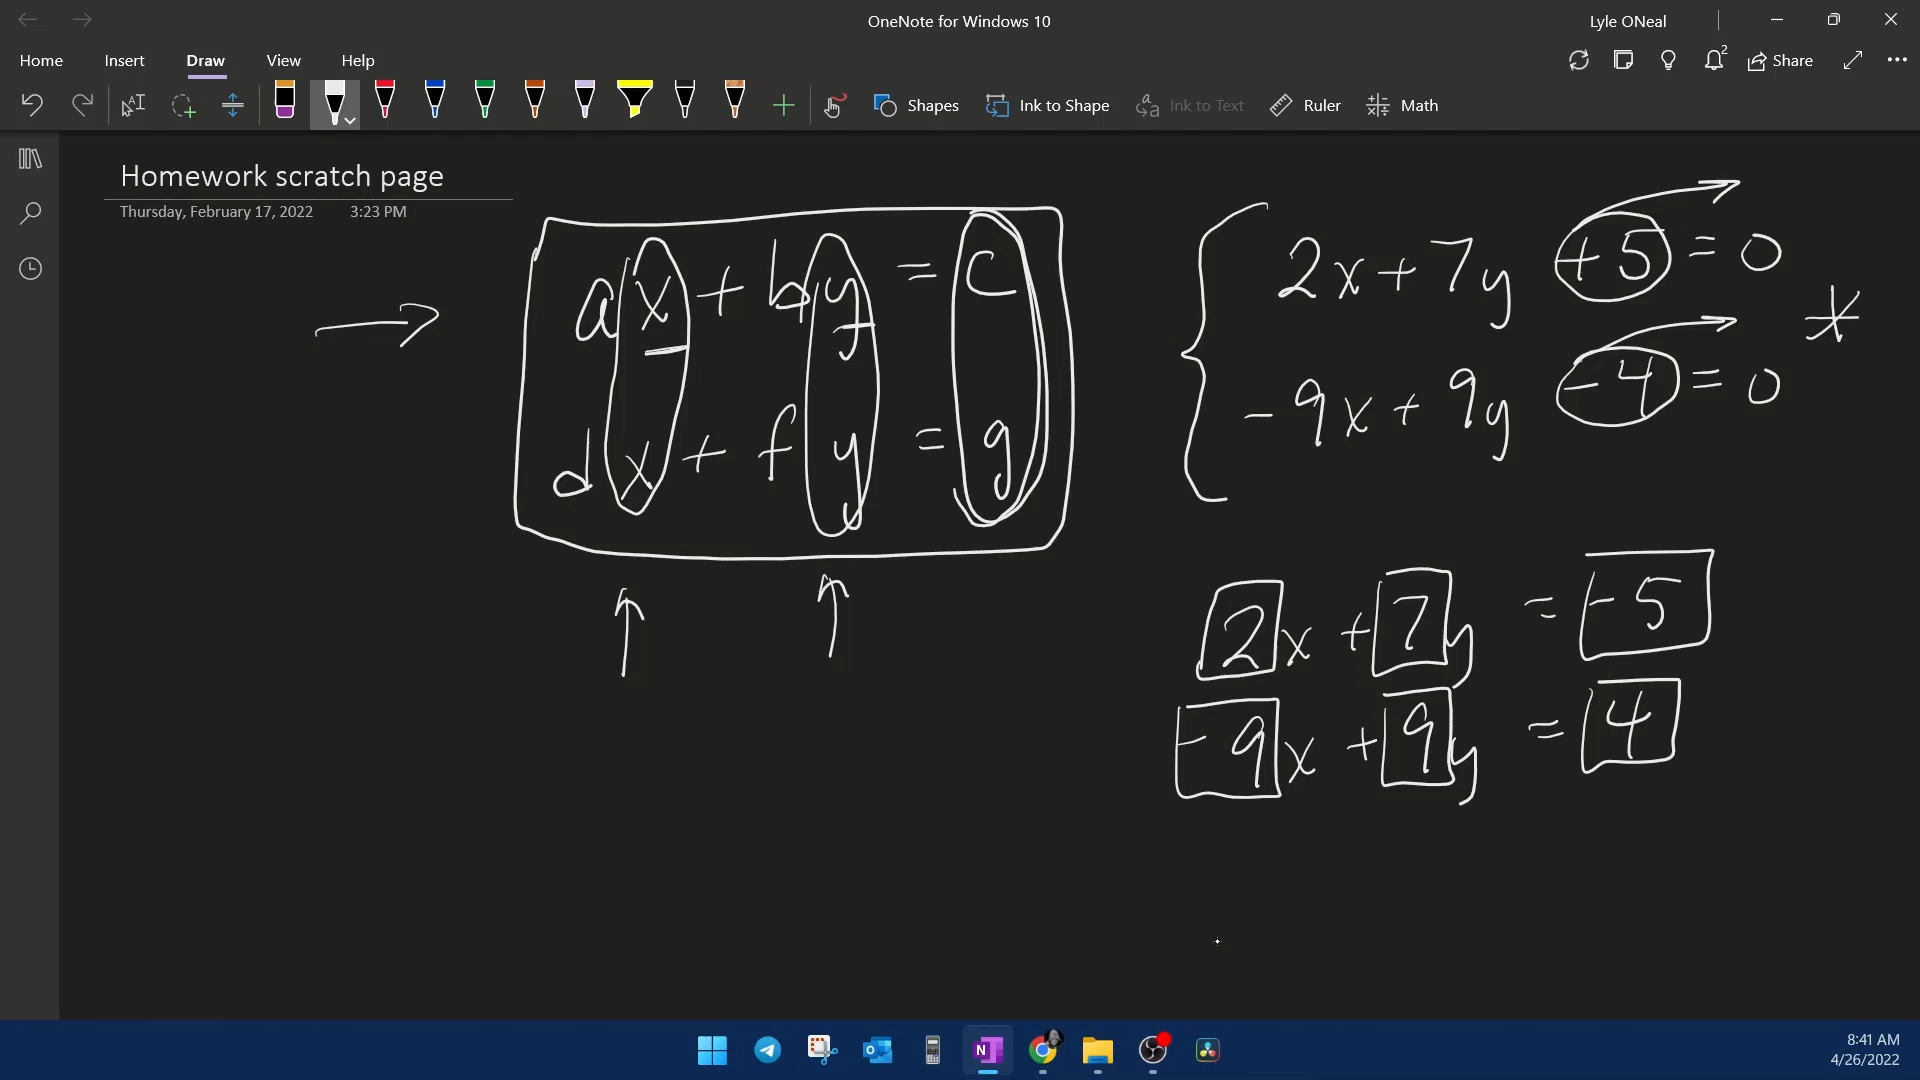 OneNote for Windows 10
Lyle ONeal
Home Insert Draw View Help
2
Share
Shapes Ink to Shape Ink to Text Ruler Math
Homework scratch page
Thursday, February 17, 2022 3:23 PM
ax + by = c
dx + fy = g
2x + 7y + 5 = 0
-9x + 9y - 4 = 0
*
2x + 7y = -5
-9x + 9y = 4
8:41 AM
4/26/2022